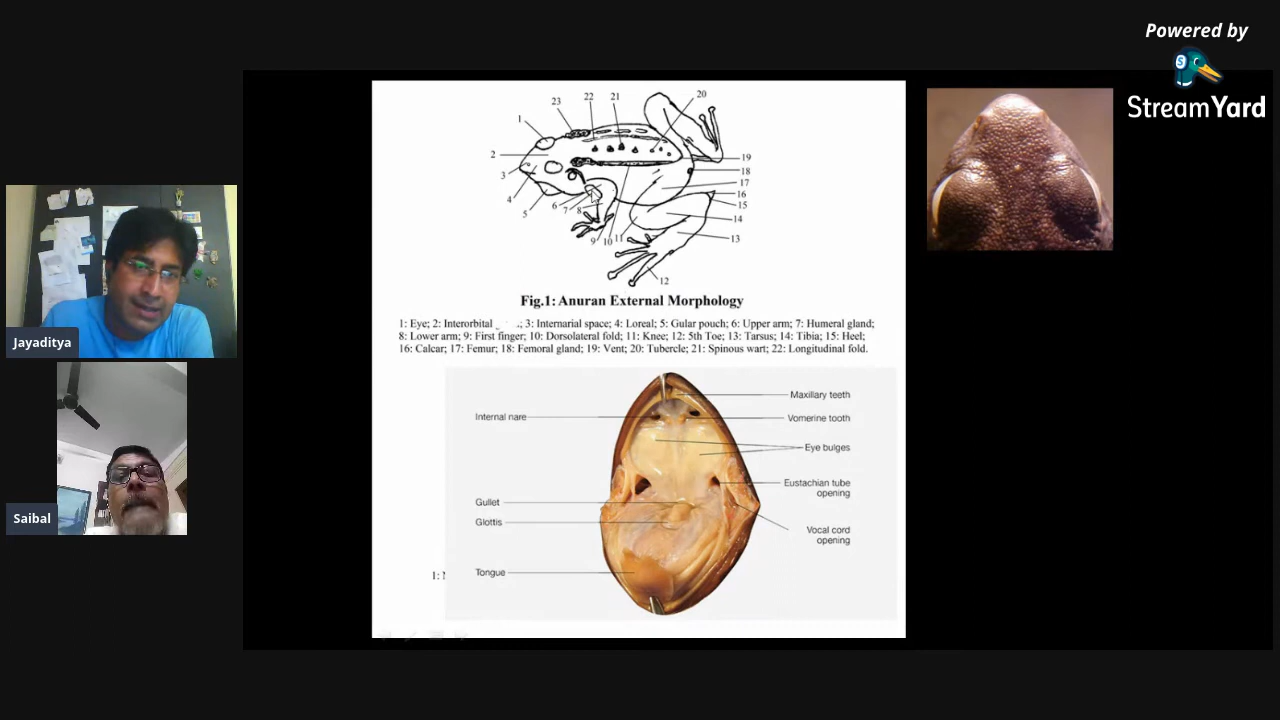 Powered by
StreamYard
20
22
21
23
1
2
3
4
5
6
7
8
9
10
11
12
13
14
15
16
17
18
19
Fig.1: Anuran External Morphology
1: Eye; 2: Interorbital 3: Internarial space; 4: Loreal; 5: Gular pouch; 6: Upper arm; 7: Humeral gland;
8: Lower arm; 9: First finger; 10: Dorsolateral fold; 11: Knee; 12: 5th Toe; 13: Tarsus; 14: Tibia; 15: Heel;
16: Calcar; 17: Femur; 18: Femoral gland; 19: Vent; 20: Tubercle; 21: Spinous wart; 22: Longitudinal fold.
Maxillary teeth
Internal nare
Vomerine tooth
Eye bulges
Eustachian tube
opening
Gullet
Glottis
Vocal cord
opening
Tongue
1:
Jayaditya
Saibal